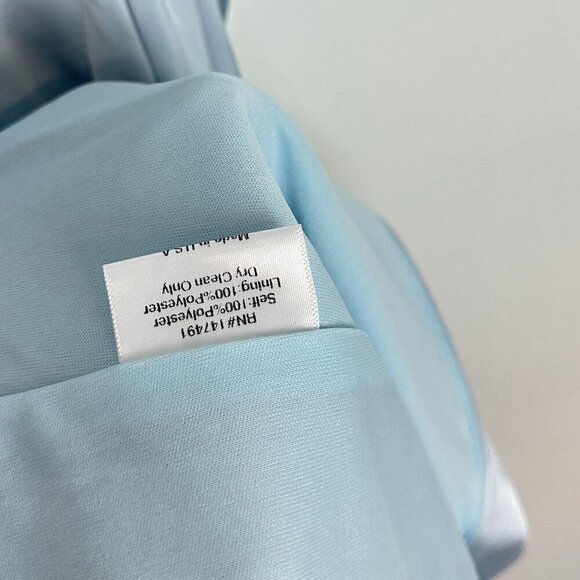 RN#147491
Self:100%Polyester
Lining:100%Polyester
Dry Clean Only
Made in U.S.A